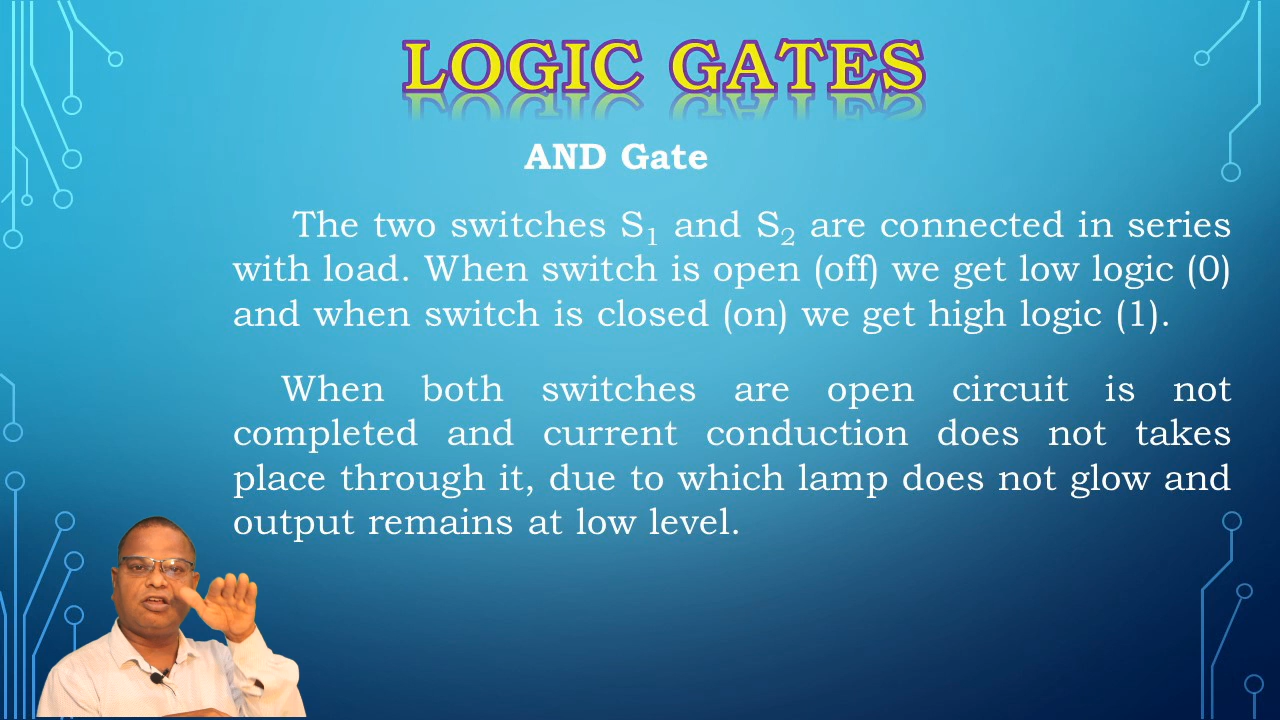 LOGIC GATES
AND Gate
The two switches S₁ and S₂ are connected in series
with load. When switch is open (off) we get low logic (0)
and when switch is closed (on) we get high logic (1).
When both switches are open circuit is not
completed and current conduction does not takes
place through it, due to which lamp does not glow and
output remains at low level.